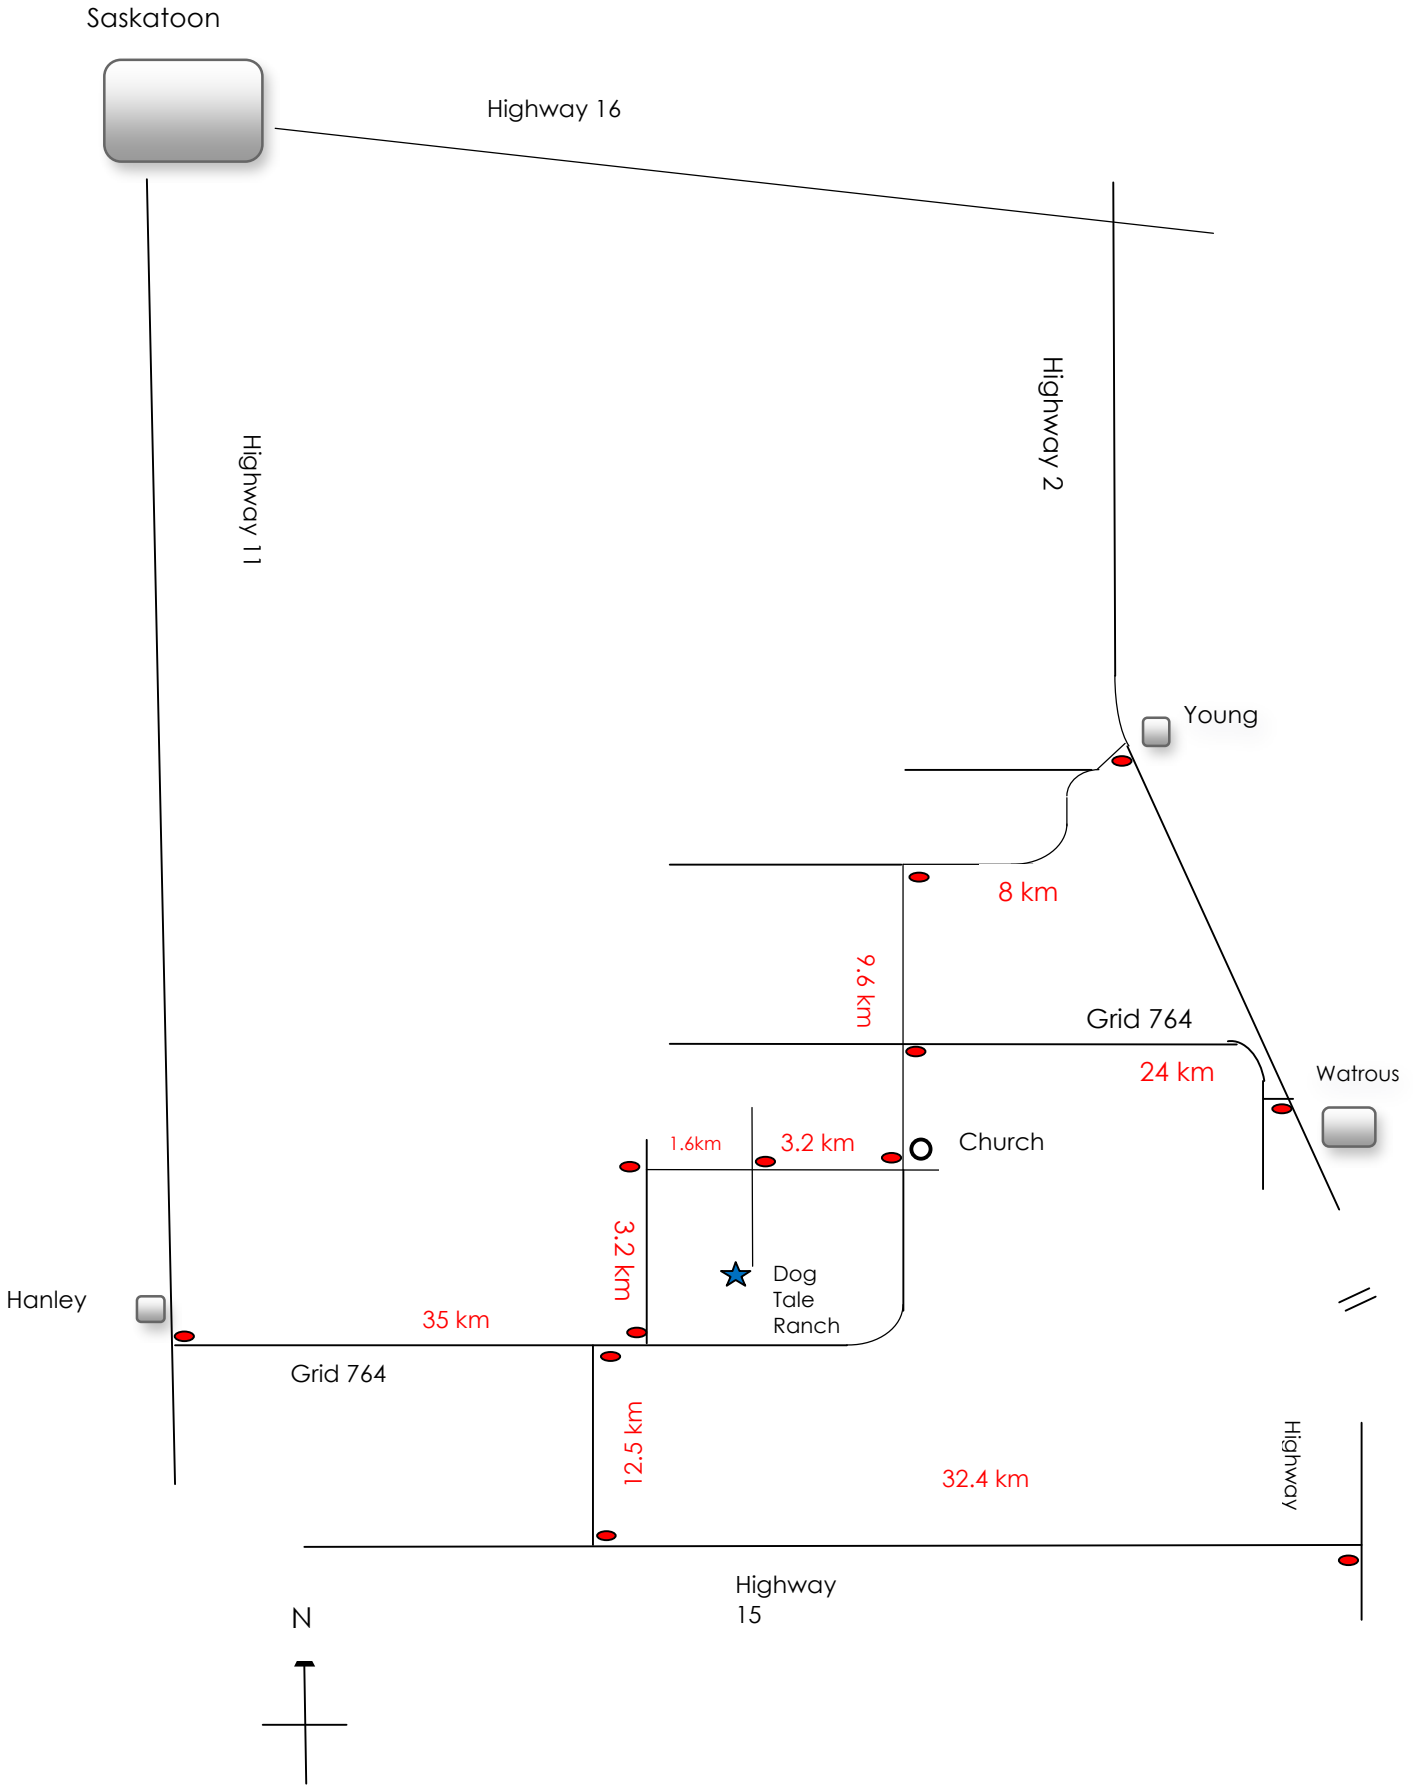 Saskatoon
Highway 16
Highway 2
Highway 11
Young
8 km
9.6 km
Grid 764
24 km
Watrous
1.6km
3.2 km
Church
3.2 km
Dog
Tale
Ranch
Hanley
35 km
Grid 764
12.5 km
32.4 km
Highway
Highway
15
N